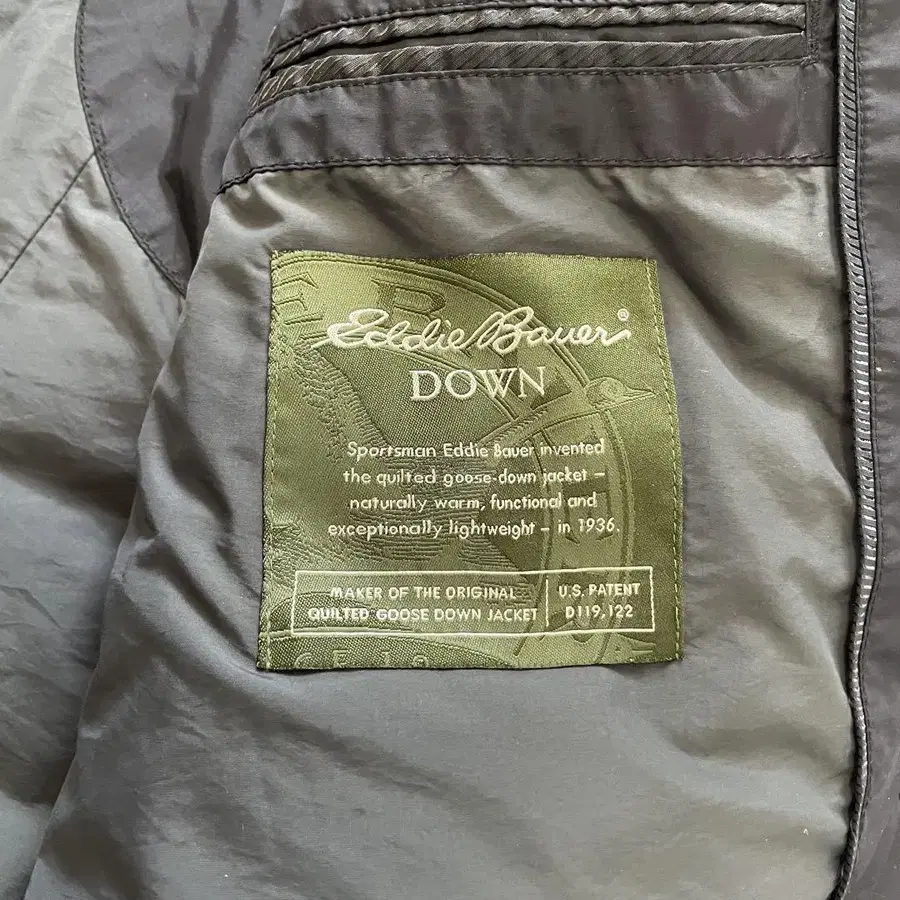 EB
Eddie Bauer®
DOWN
Sportsman Eddie Bauer invented
the quilted goose-down jacket –
naturally warm, functional and
exceptionally lightweight – in 1936.
MAKER OF THE ORIGINAL
QUILTED GOOSE DOWN JACKET
U.S. PATENT
D119,122